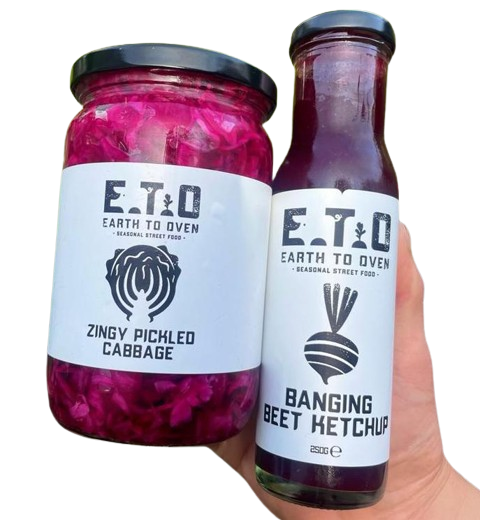 E.T.O
EARTH TO OVEN
- SEASONAL STREET FOOD -
ZINGY PICKLED
CABBAGE
E.T.O
EARTH TO OVEN
- SEASONAL STREET FOOD -
BANGING
BEET KETCHUP
250G ℮